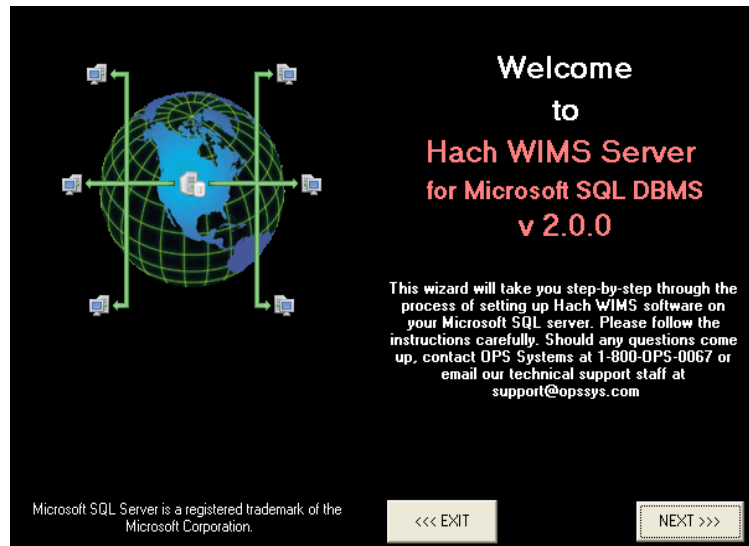 Welcome
to
Hach WIMS Server
for Microsoft SQL DBMS
v 2.0.0
This wizard will take you step-by-step through the
process of setting up Hach WIMS software on
your Microsoft SQL server. Please follow the
instructions carefully. Should any questions come
up, contact OPS Systems at 1-800-OPS-0067 or
email our technical support staff at
support@opssys.com
Microsoft SQL Server is a registered trademark of the
Microsoft Corporation.
<<< EXIT
NEXT >>>